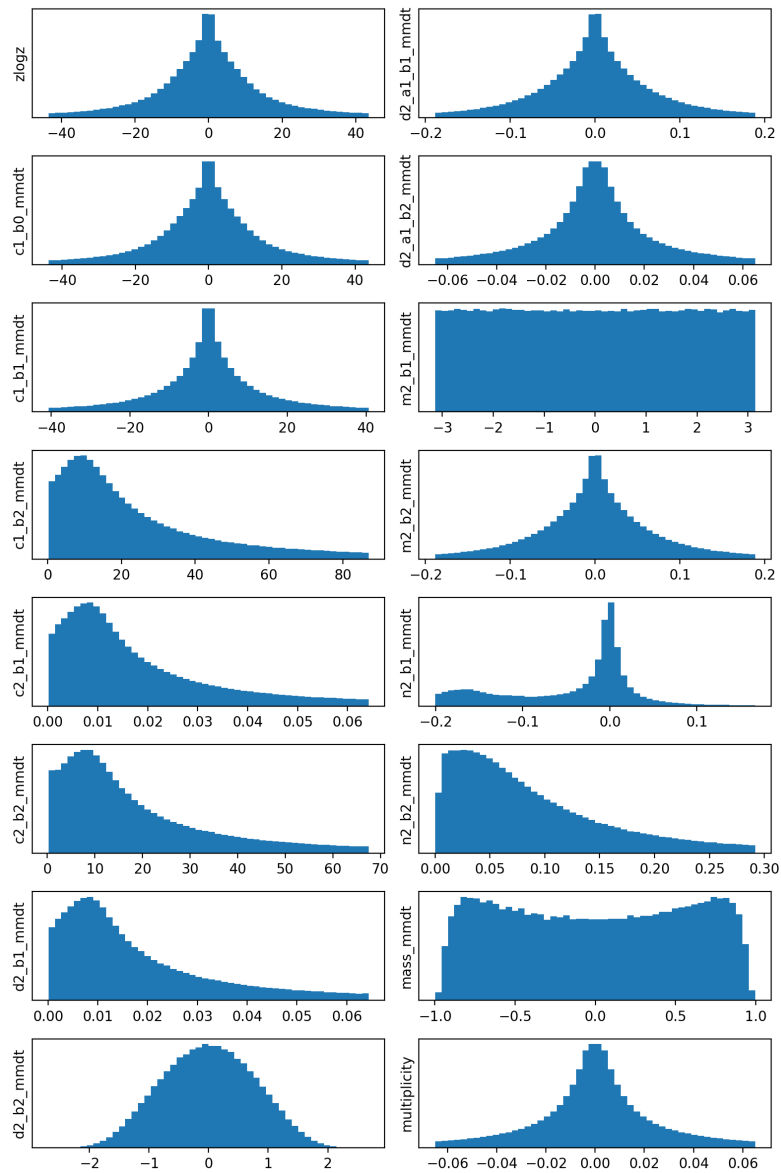 zlogz
−40 −20 0 20 40
d2_a1_b1_mmdt
−0.2 −0.1 0.0 0.1 0.2
c1_b0_mmdt
−40 −20 0 20 40
d2_a1_b2_mmdt
−0.06 −0.04 −0.02 0.00 0.02 0.04 0.06
c1_b1_mmdt
−40 −20 0 20 40
m2_b1_mmdt
−3 −2 −1 0 1 2 3
c1_b2_mmdt
0 20 40 60 80
m2_b2_mmdt
−0.2 −0.1 0.0 0.1 0.2
c2_b1_mmdt
0.00 0.01 0.02 0.03 0.04 0.05 0.06
n2_b1_mmdt
−0.2 −0.1 0.0 0.1
c2_b2_mmdt
0 10 20 30 40 50 60 70
n2_b2_mmdt
0.00 0.05 0.10 0.15 0.20 0.25 0.30
d2_b1_mmdt
0.00 0.01 0.02 0.03 0.04 0.05 0.06
mass_mmdt
−1.0 −0.5 0.0 0.5 1.0
d2_b2_mmdt
−2 −1 0 1 2
multiplicity
−0.06 −0.04 −0.02 0.00 0.02 0.04 0.06